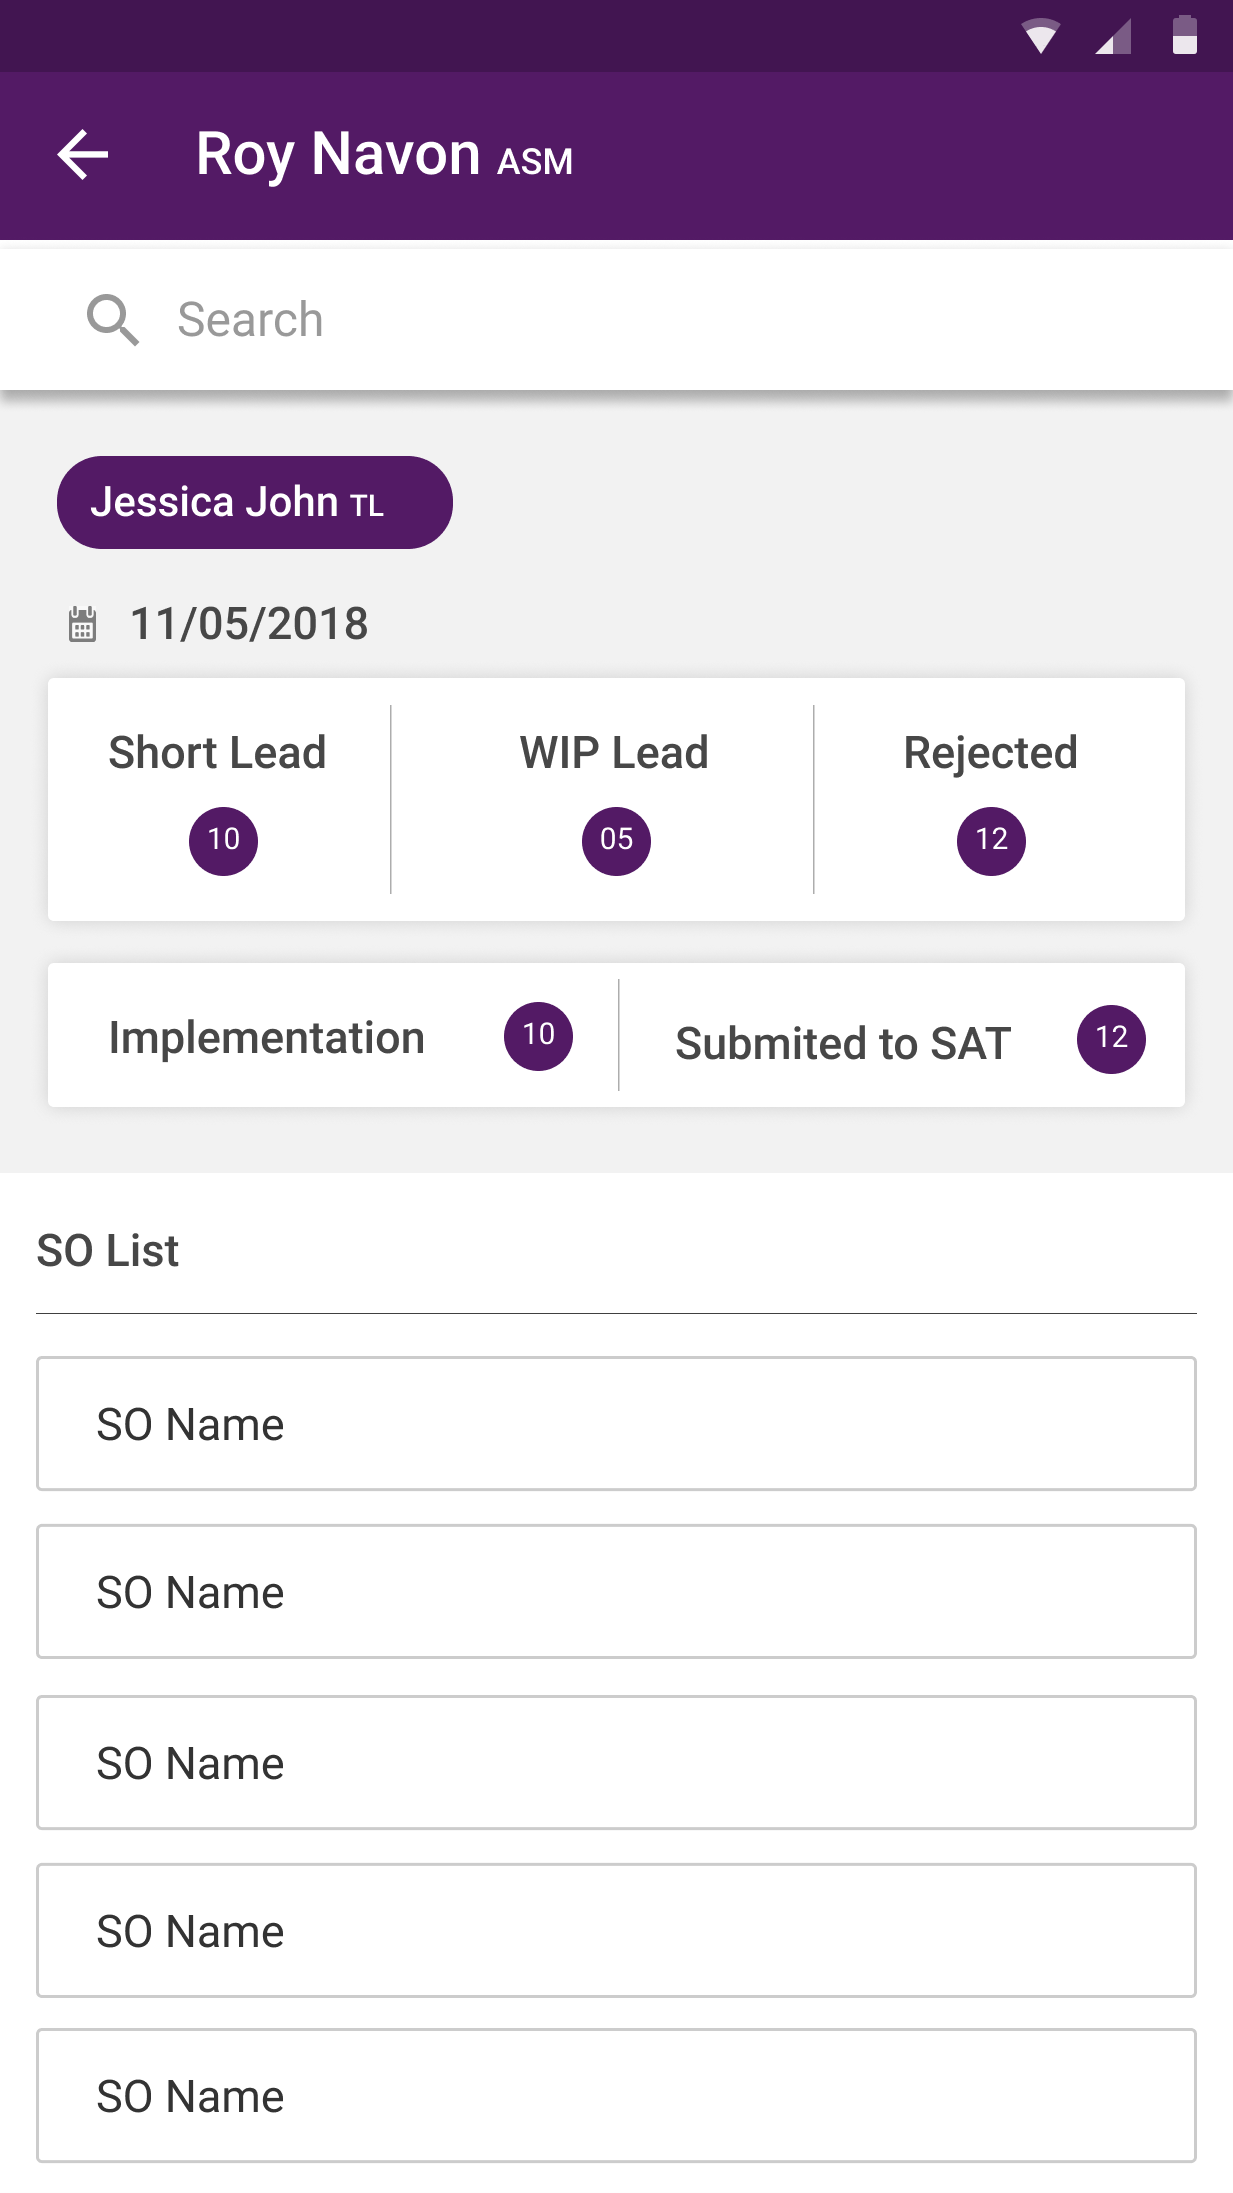 Roy Navon ASM
Search
Jessica John TL
11/05/2018
Short Lead WIP Lead Rejected
10 05 12
Implementation 10 Submited to SAT 12
SO List
SO Name
SO Name
SO Name
SO Name
SO Name